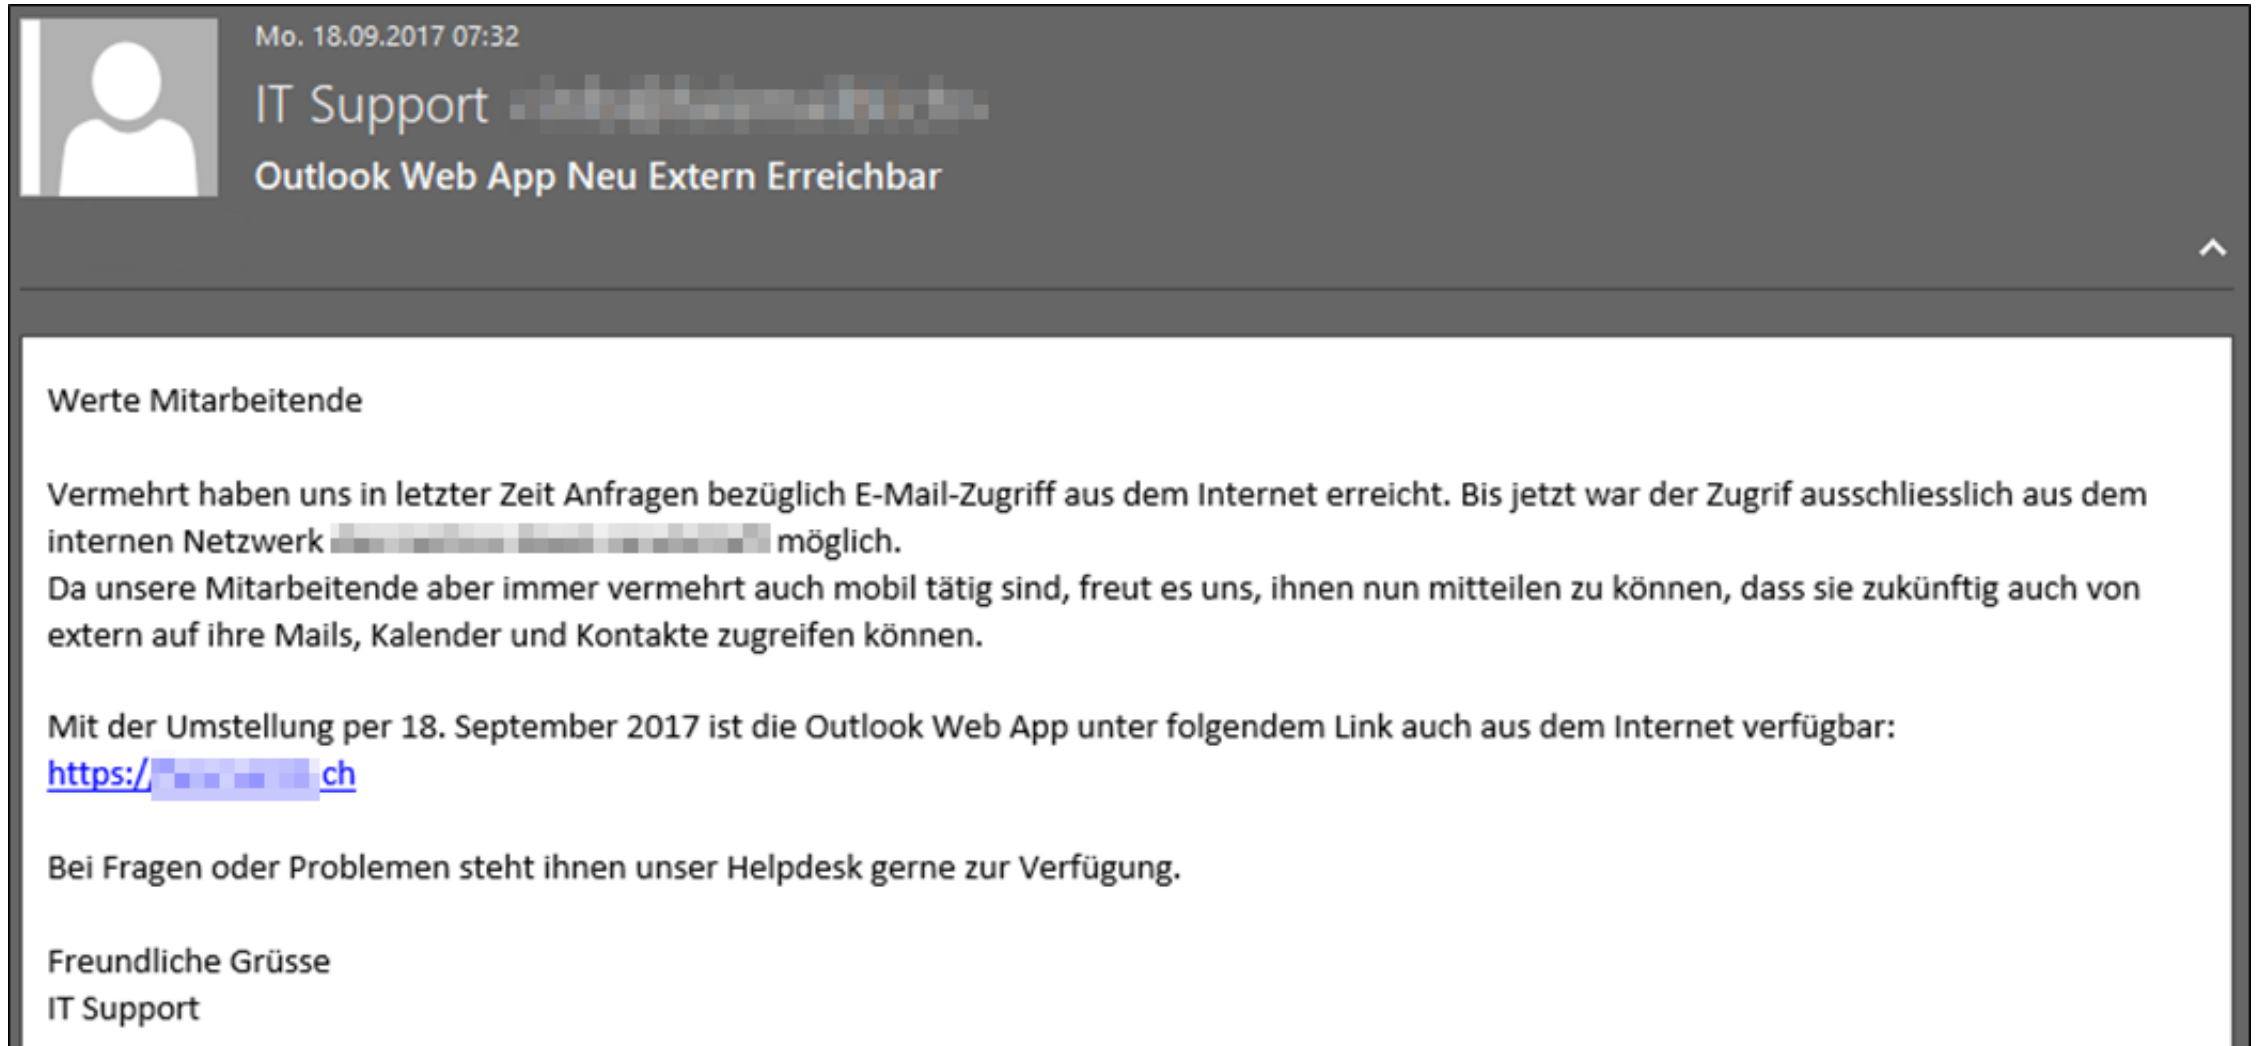 Mo. 18.09.2017 07:32
IT Support
Outlook Web App Neu Extern Erreichbar
Werte Mitarbeitende
Vermehrt haben uns in letzter Zeit Anfragen bezüglich E-Mail-Zugriff aus dem Internet erreicht. Bis jetzt war der Zugrif ausschliesslich aus dem
internen Netzwerk möglich.
Da unsere Mitarbeitende aber immer vermehrt auch mobil tätig sind, freut es uns, ihnen nun mitteilen zu können, dass sie zukünftig auch von
extern auf ihre Mails, Kalender und Kontakte zugreifen können.
Mit der Umstellung per 18. September 2017 ist die Outlook Web App unter folgendem Link auch aus dem Internet verfügbar:
https:// ch
Bei Fragen oder Problemen steht ihnen unser Helpdesk gerne zur Verfügung.
Freundliche Grüsse
IT Support